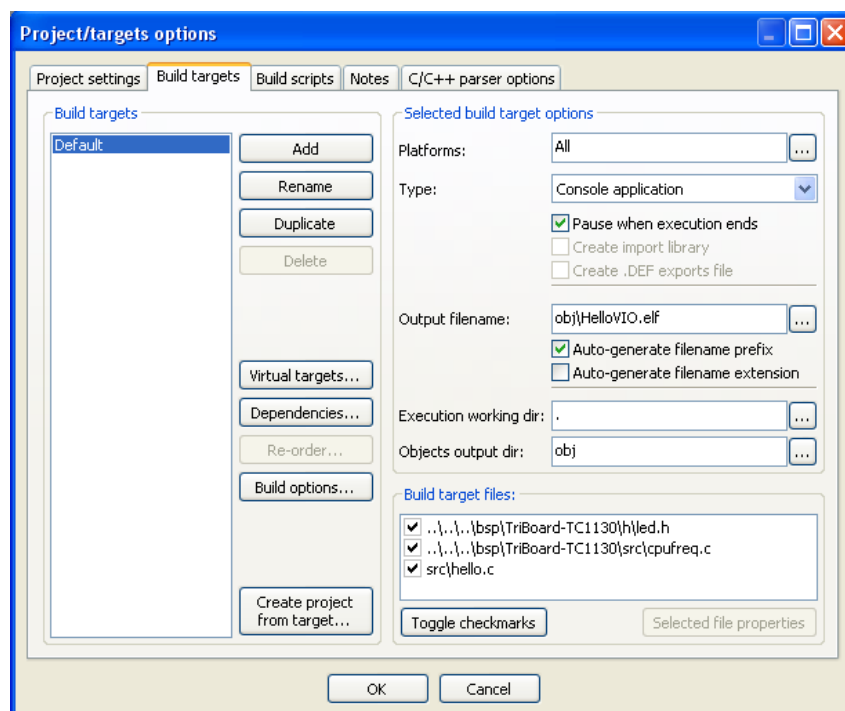 Project/targets options
Project settings
Build targets
Build scripts
Notes
C/C++ parser options
Build targets
Default
Add
Rename
Duplicate
Delete
Virtual targets...
Dependencies...
Re-order...
Build options...
Create project
from target...
Selected build target options
Platforms:
All
...
Type:
Console application
Pause when execution ends
Create import library
Create .DEF exports file
Output filename:
obj\HelloVIO.elf
...
Auto-generate filename prefix
Auto-generate filename extension
Execution working dir:
.
...
Objects output dir:
obj
...
Build target files:
..\..\..\bsp\TriBoard-TC1130\h\led.h
..\..\..\bsp\TriBoard-TC1130\src\cpufreq.c
src\hello.c
Toggle checkmarks
Selected file properties
OK
Cancel